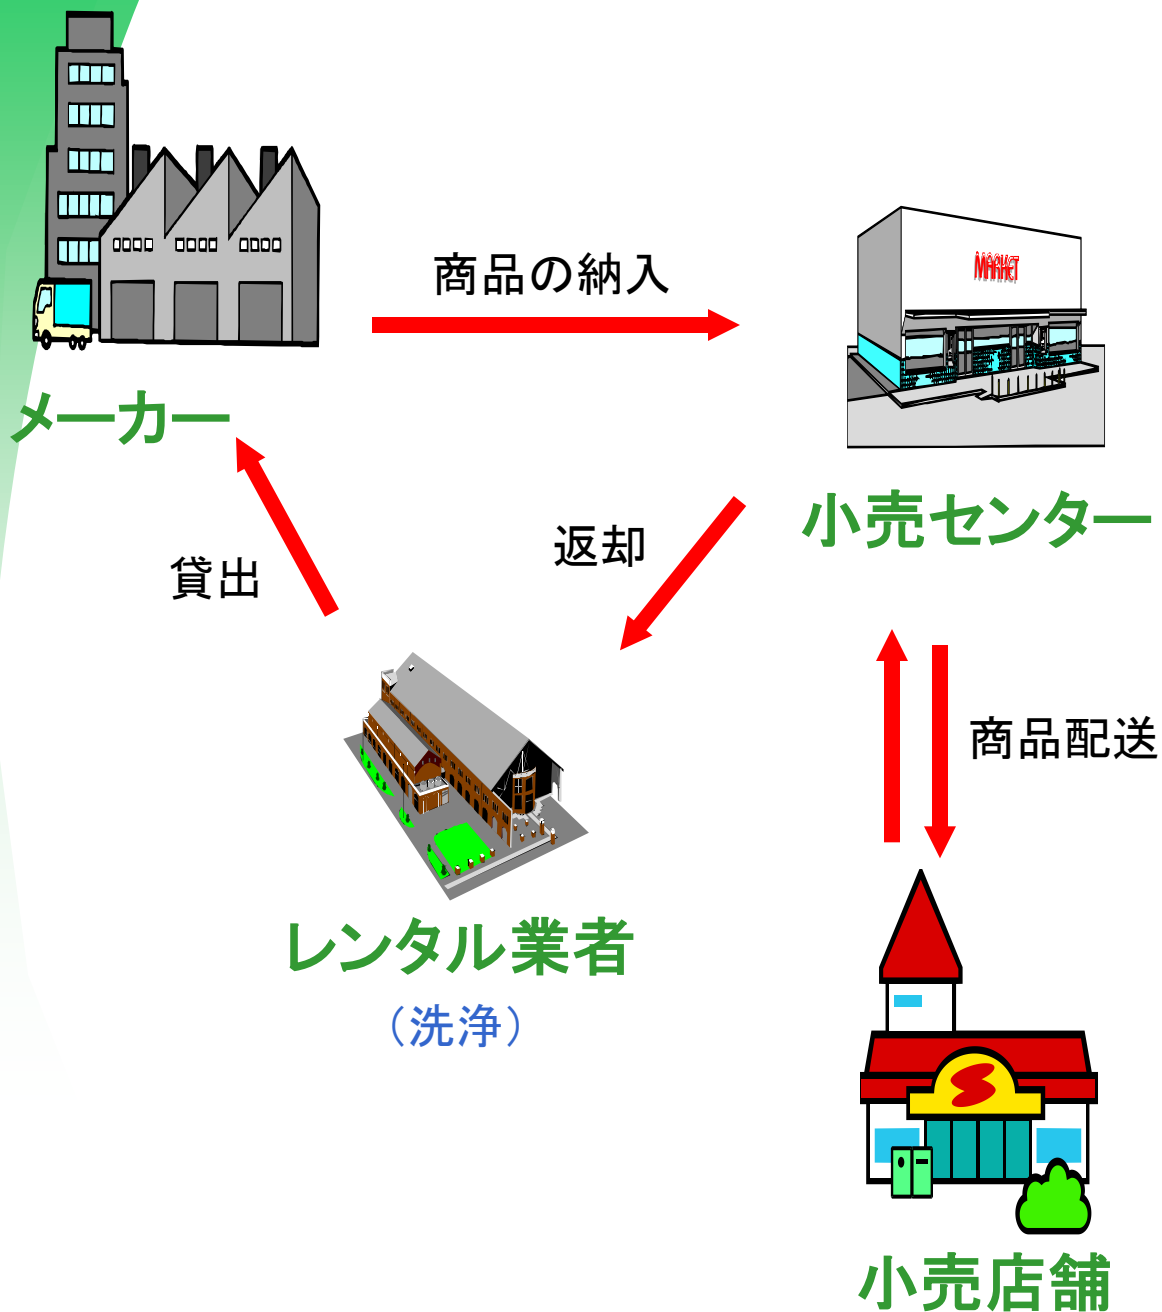 商品の納入
MARKET
メーカー
小売センター
返却
貸出
商品配送
レンタル業者
（洗浄）
小売店舗